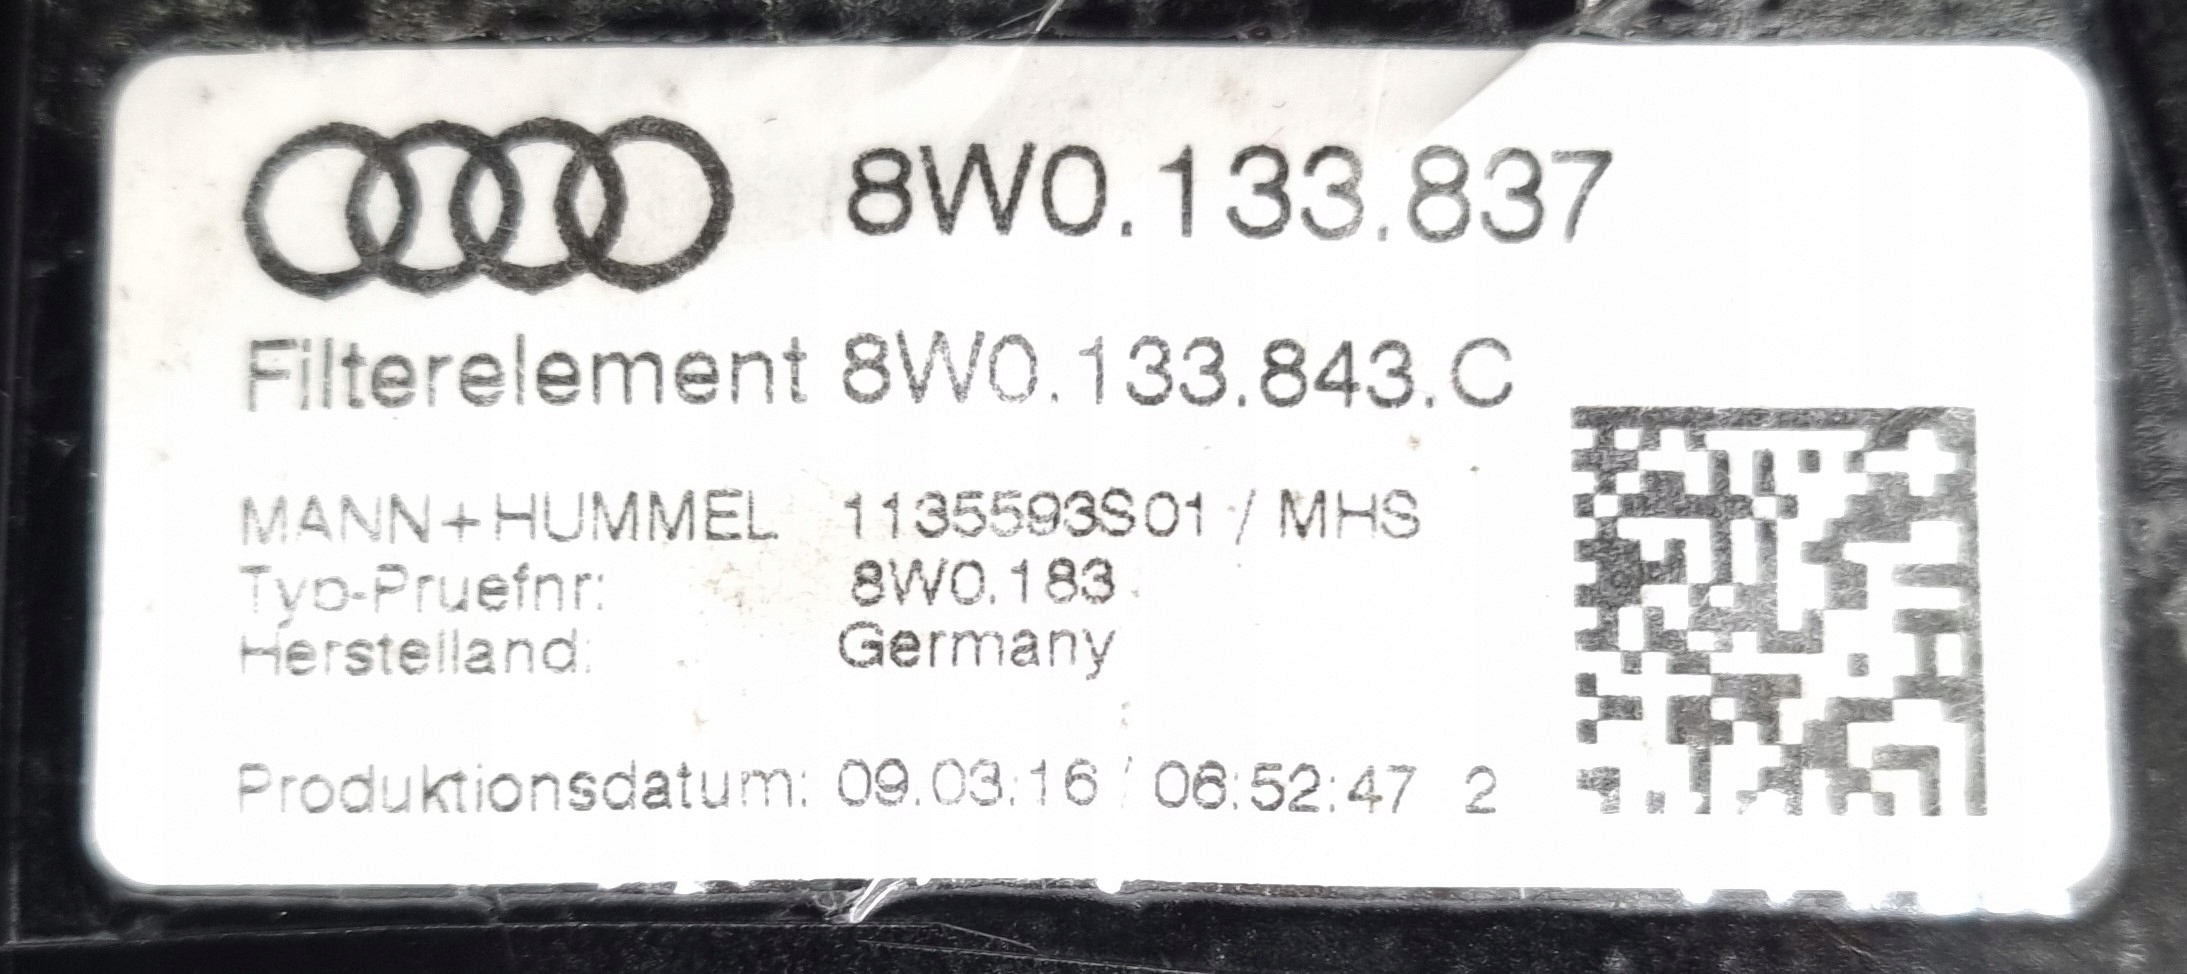 8W0.133.837
Filterelement 8W0.133.843.C
MANN+HUMMEL 1135593S01 / MHS
Typ-Pruefnr: 8W0.183
Herstelland: Germany
Produktionsdatum: 09.03.16 / 06:52:47 2